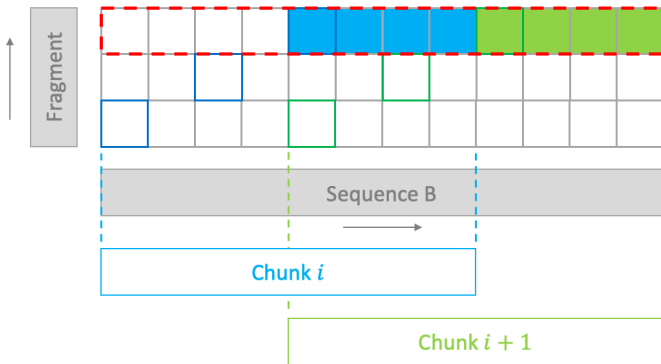 Fragment
Sequence B
Chunk 𝑖
Chunk 𝑖 + 1